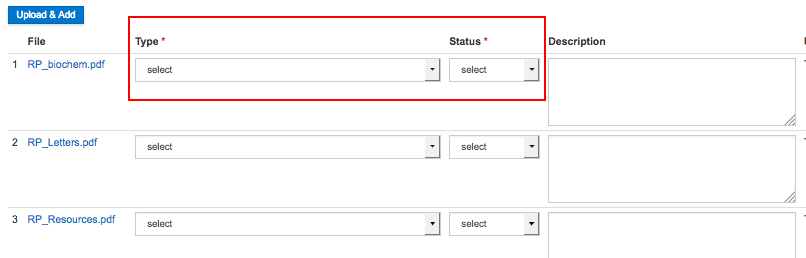 Upload & Add
File Type * Status * Description
1 RP_biochem.pdf select select
2 RP_Letters.pdf select select
3 RP_Resources.pdf select select